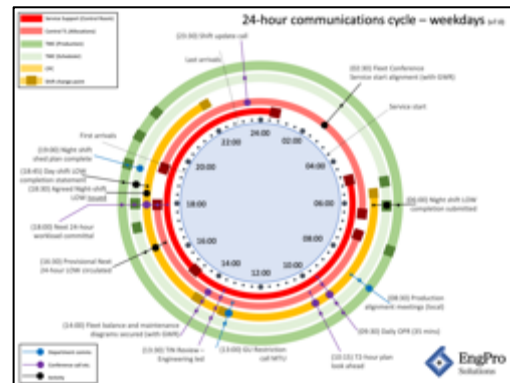 24-hour communications cycle – weekdays
Service Support (Control Room)
Control TL (Allocations)
TMC (Production)
TMC (Scheduler)
Shift change point
(23:30) Shift update call
Last arrivals
(02:30) Fleet Conference
Service start alignment (with GWR)
Service start
First arrivals
(19:00) Night shift
shed plan complete
(18:45) Day shift LOW
completion statement
(18:30) Agreed Night-shift
LOW issued
(18:00) Next 24-hour
workload committal
(16:30) Provisional Next
24-hour LOW circulated
24:00
02:00
04:00
06:00
08:00
10:00
12:00
14:00
16:00
18:00
20:00
22:00
(06:00) Night shift LOW
completion submitted
(08:30) Production
alignment meetings (local)
(09:30) Daily OPR (35 mins)
(10:15) 72-hour plan
look ahead
(14:00) Fleet balance and maintenance
diagrams secured (with GWR)
(13:30) TIN Review –
Engineering led
(13:00) GU Restriction
call MTU
Conference call
Activity
EngPro
Solutions